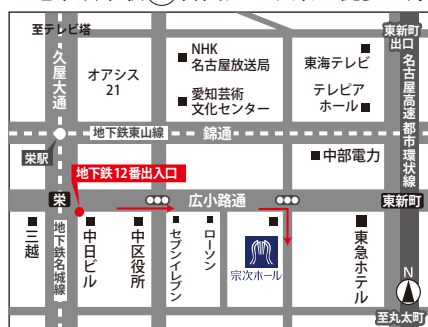 至テレビ塔
久屋大通
オアシス
21
NHK
名古屋放送局
愛知芸術
文化センター
東海テレビ
テレピア
ホール
東新町
出口
名古屋高速都市環状線
地下鉄東山線
錦通
栄駅
中部電力
地下鉄12番出入口
栄
広小路通
東新町
三越
地下鉄名城線
中日ビル
中区役所
セブンイレブン
ローソン
宗次ホール
東急ホテル
N
至丸太町